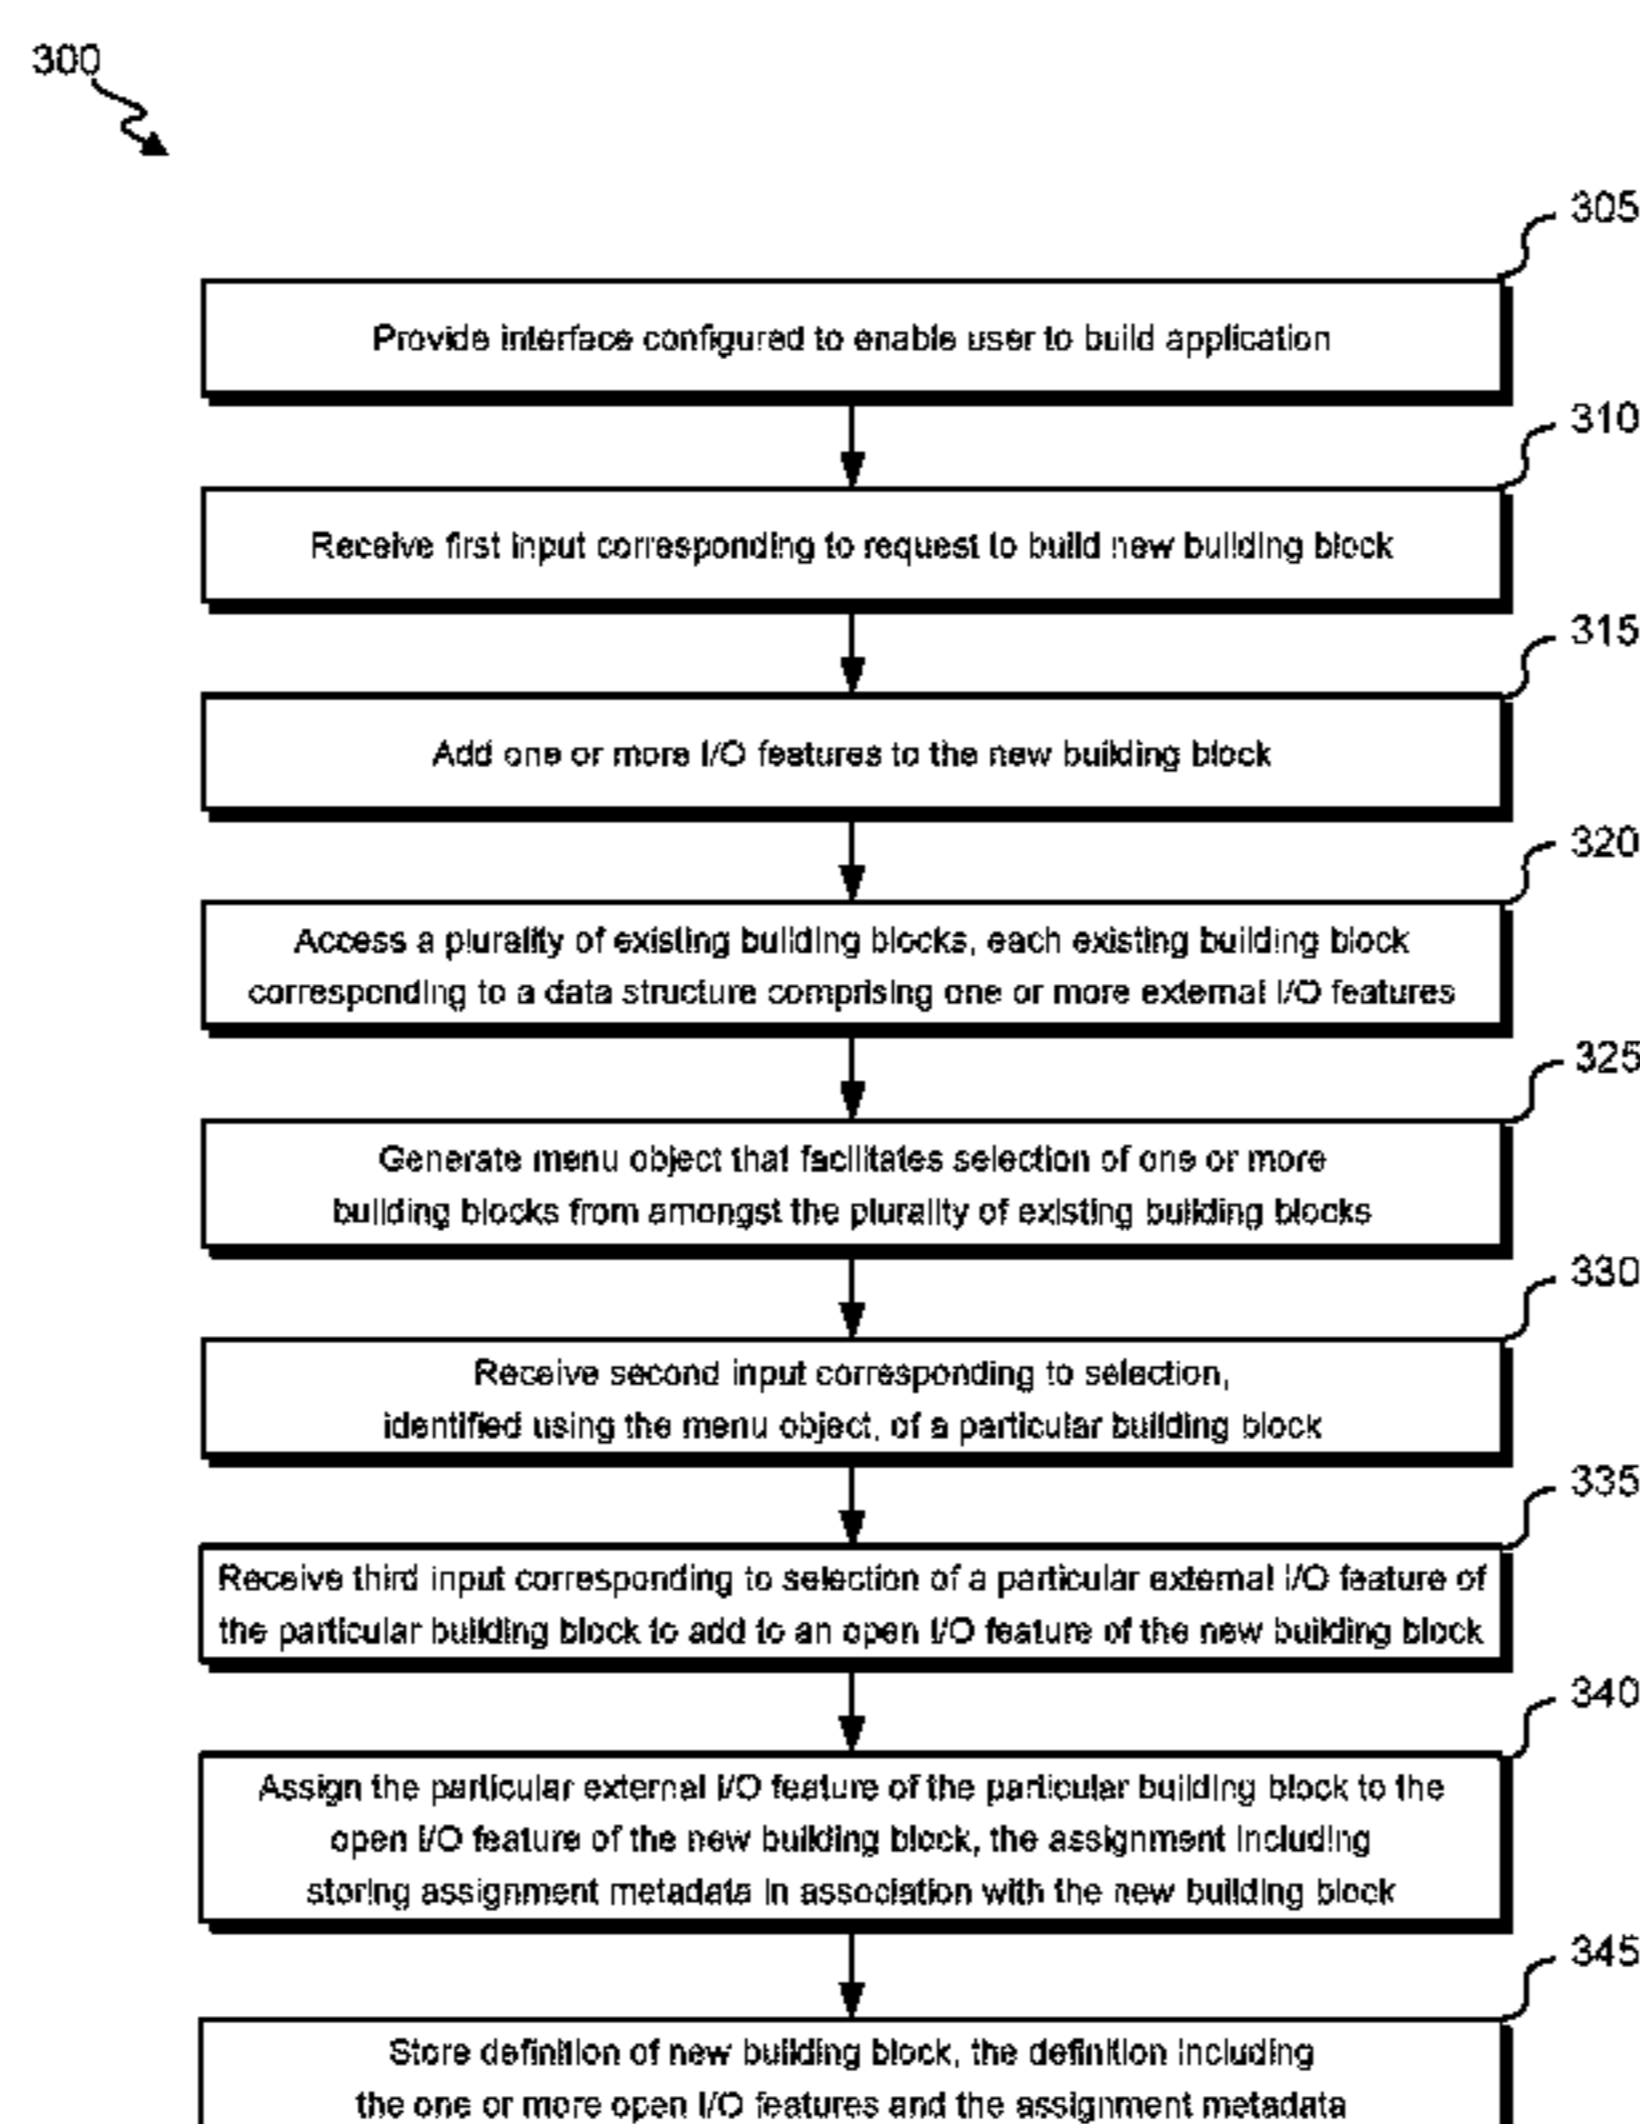 300
305
Provide interface configured to enable user to build application
310
Receive first input corresponding to request to build new building block
315
Add one or more I/O features to the new building block
320
Access a plurality of existing building blocks, each existing building block
corresponding to a data structure comprising one or more external I/O features
325
Generate menu object that facilitates selection of one or more
building blocks from amongst the plurality of existing building blocks
330
Receive second input corresponding to selection,
identified using the menu object, of a particular building block
335
Receive third input corresponding to selection of a particular external I/O feature of
the particular building block to add to an open I/O feature of the new building block
340
Assign the particular external I/O feature of the particular building block to the
open I/O feature of the new building block, the assignment including
storing assignment metadata in association with the new building block
345
Store definition of new building block, the definition including
the one or more open I/O features and the assignment metadata